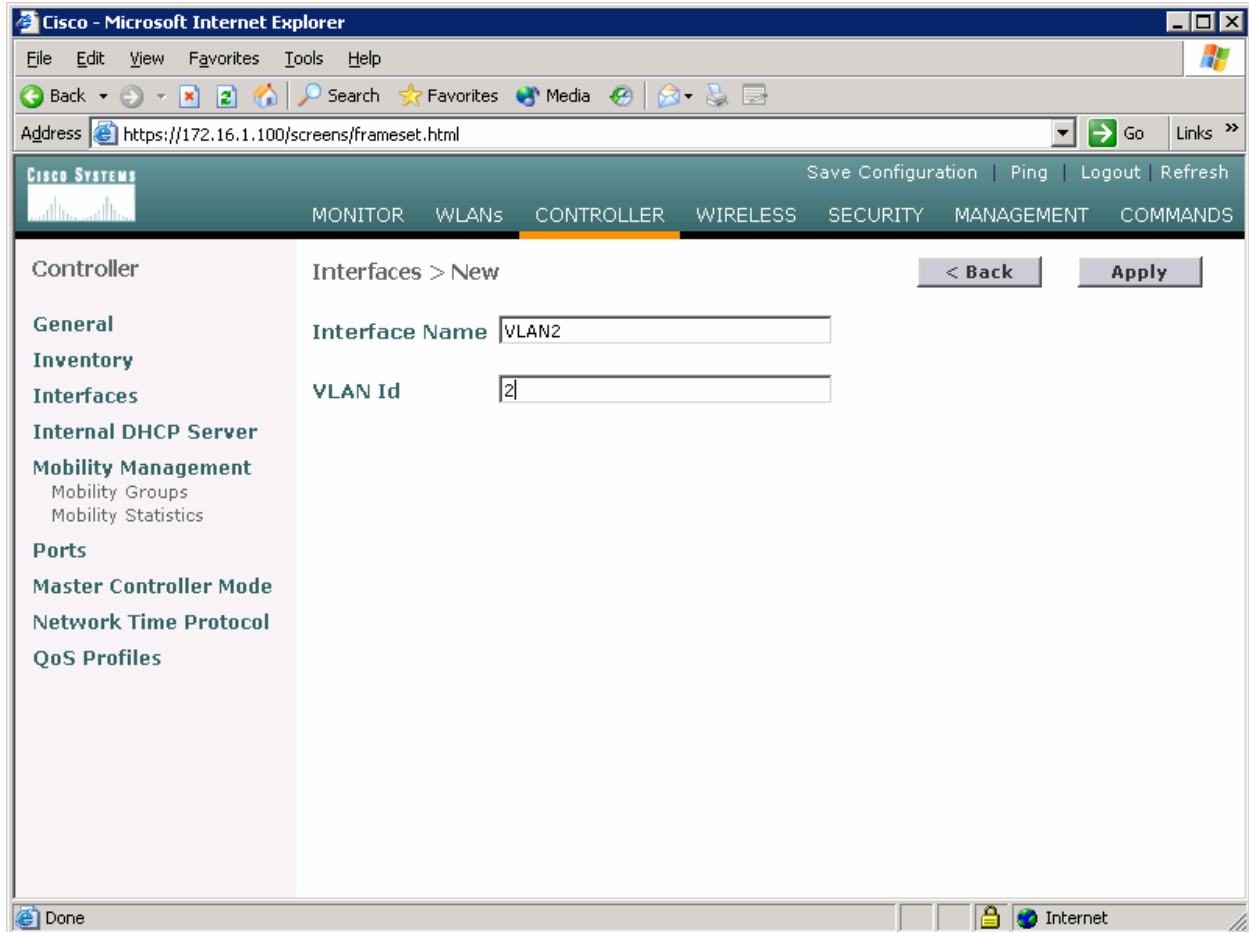 Cisco - Microsoft Internet Explorer
File Edit View Favorites Tools Help
Back Search Favorites Media
Address https://172.16.1.100/screens/frameset.html Go Links »
CISCO SYSTEMS
Save Configuration | Ping | Logout | Refresh
MONITOR WLANs CONTROLLER WIRELESS SECURITY MANAGEMENT COMMANDS
Controller
General
Inventory
Interfaces
Internal DHCP Server
Mobility Management
Mobility Groups
Mobility Statistics
Ports
Master Controller Mode
Network Time Protocol
QoS Profiles
Interfaces > New
< Back Apply
Interface Name VLAN2
VLAN Id 2
Done Internet